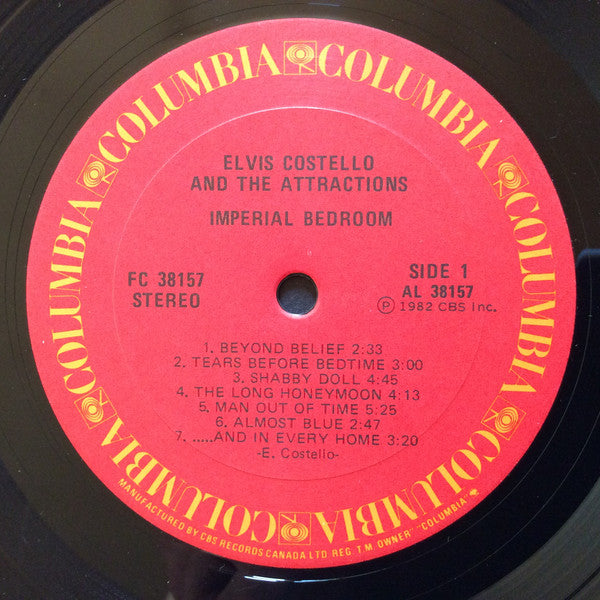 COLUMBIA COLUMBIA COLUMBIA COLUMBIA COLUMBIA COLUMBIA COLUMBIA
ELVIS COSTELLO
AND THE ATTRACTIONS
IMPERIAL BEDROOM
FC 38157
STEREO
SIDE 1
AL 38157
Ⓟ 1982 CBS Inc.
1. BEYOND BELIEF 2:33
2. TEARS BEFORE BEDTIME 3:00
3. SHABBY DOLL 4:45
4. THE LONG HONEYMOON 4:13
5. MAN OUT OF TIME 5:25
6. ALMOST BLUE 2:47
7. .....AND IN EVERY HOME 3:20
-E. Costello-
MANUFACTURED BY CBS RECORDS CANADA LTD REG. T.M. OWNER "COLUMBIA"